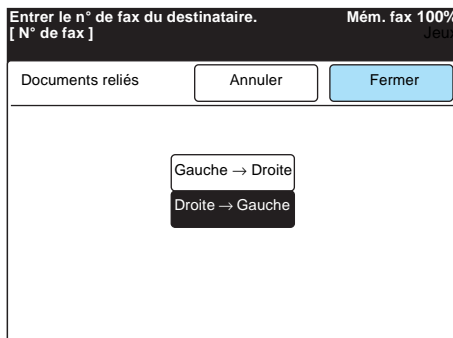 Entrer le n° de fax du destinataire. Mém. fax 100%
[ N° de fax ] Jeux
Documents reliés Annuler Fermer
Gauche → Droite
Droite → Gauche